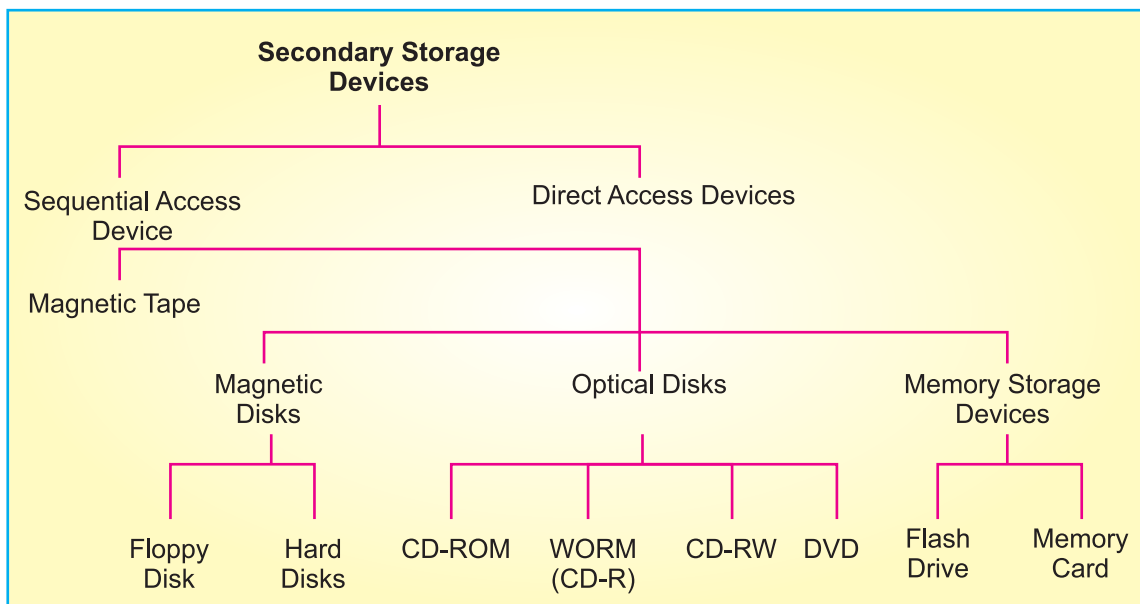 Secondary Storage
Devices
Sequential Access
Device
Direct Access Devices
Magnetic Tape
Magnetic
Disks
Optical Disks
Memory Storage
Devices
Floppy
Disk
Hard
Disks
CD-ROM
WORM
(CD-R)
CD-RW
DVD
Flash
Drive
Memory
Card